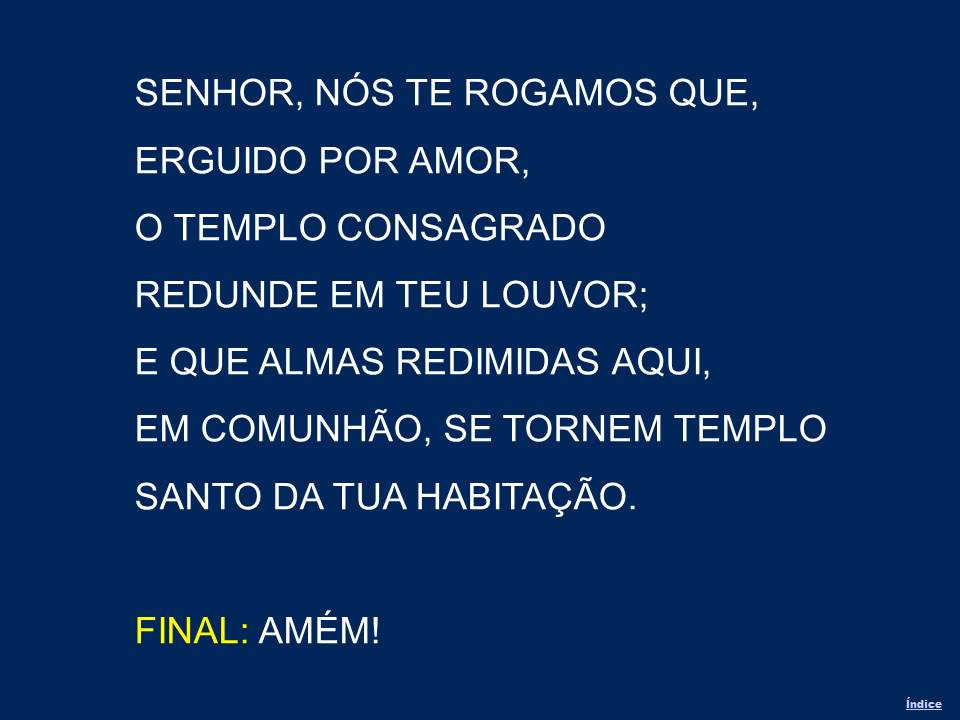 SENHOR, NÓS TE ROGAMOS QUE,
ERGUIDO POR AMOR,
O TEMPLO CONSAGRADO
REDUNDE EM TEU LOUVOR;
E QUE ALMAS REDIMIDAS AQUI,
EM COMUNHÃO, SE TORNEM TEMPLO
SANTO DA TUA HABITAÇÃO.
FINAL: AMÉM!
Índice